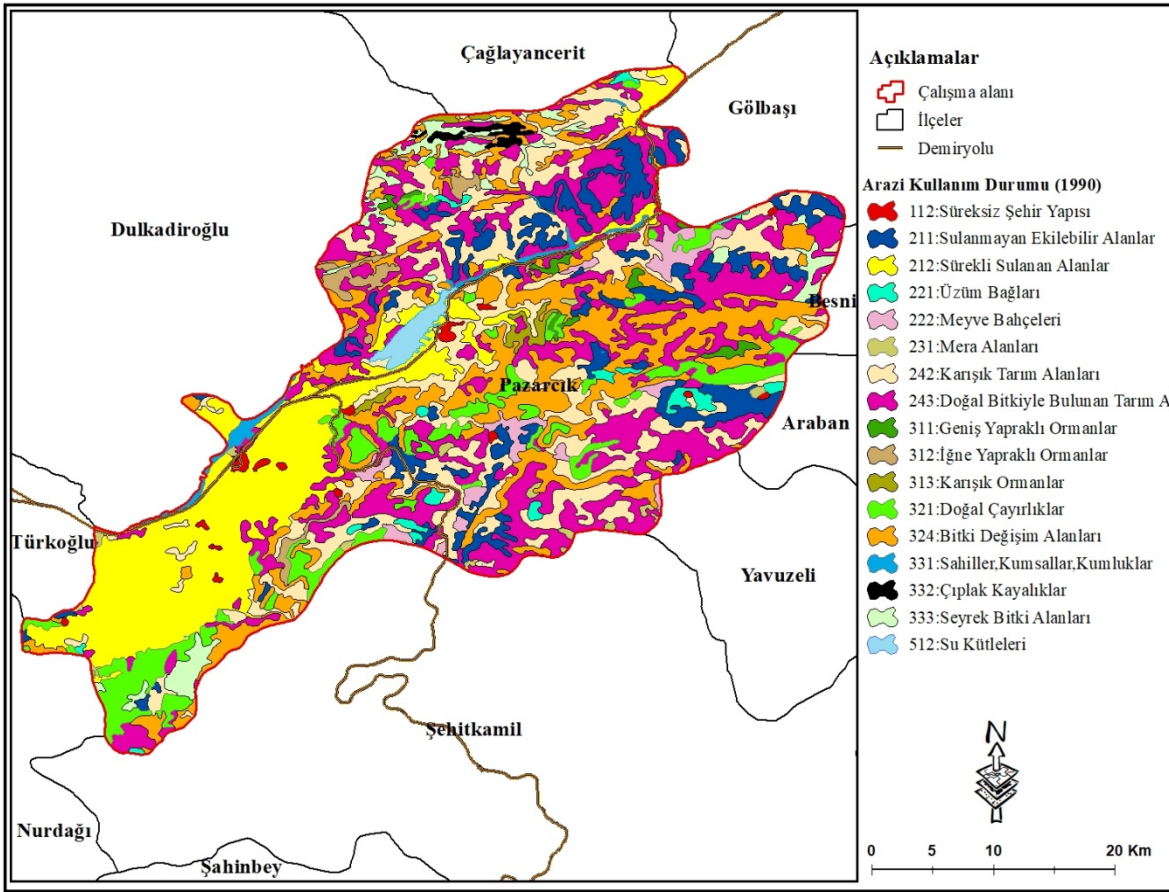 Çağlayancerit
Gölbaşı
Dulkadiroğlu
Besni
Pazarcık
Araban
Türkoğlu
Yavuzeli
Şehitkamil
Nurdağı
Şahinbey
Açıklamalar
Çalışma alanı
İlçeler
Demiryolu
Arazi Kullanım Durumu (1990)
112:Süreksiz Şehir Yapısı
211:Sulanmayan Ekilebilir Alanlar
212:Sürekli Sulanan Alanlar
221:Üzüm Bağları
222:Meyve Bahçeleri
231:Mera Alanları
242:Karışık Tarım Alanları
243:Doğal Bitkiyle Bulunan Tarım A
311:Geniş Yapraklı Ormanlar
312:İğne Yapraklı Ormanlar
313:Karışık Ormanlar
321:Doğal Çayırlıklar
324:Bitki Değişim Alanları
331:Sahiller,Kumsallar,Kumluklar
332:Çıplak Kayalıklar
333:Seyrek Bitki Alanları
512:Su Kütleleri
N
0 5 10 20 Km